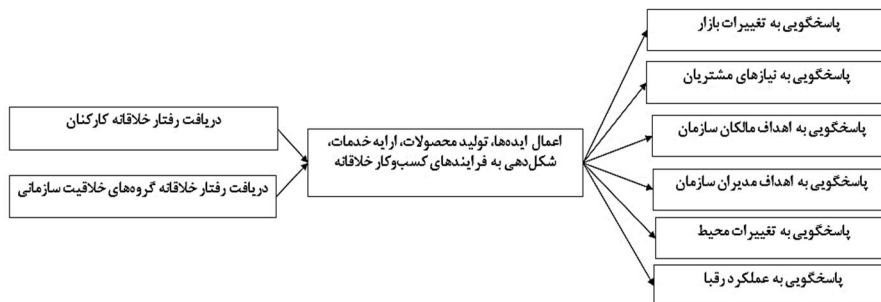 دریافت رفتار خلاقانه کارکنان
دریافت رفتار خلاقانه گروه‌های خلاقیت سازمانی
اعمال ایده‌ها، تولید محصولات، ارایه خدمات،
شکل‌دهی به فرایندهای کسب‌وکار خلاقانه
پاسخگویی به تغییرات بازار
پاسخگویی به نیازهای مشتریان
پاسخگویی به اهداف مالکان سازمان
پاسخگویی به اهداف مدیران سازمان
پاسخگویی به تغییرات محیط
پاسخگویی به عملکرد رقبا